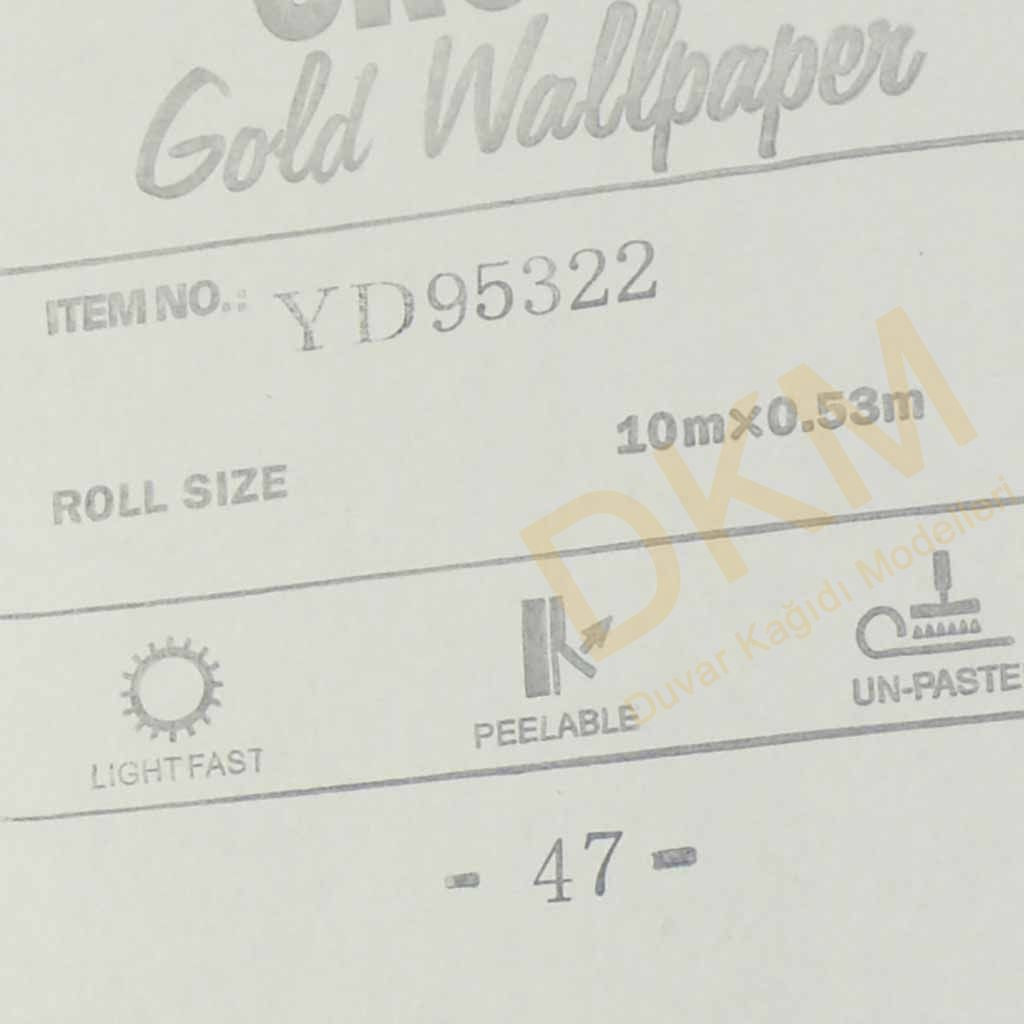 Gold Wallpaper
ITEM NO.: YD95322
ROLL SIZE 10m×0.53m
LIGHT FAST PEELABLE UN-PASTE
- 47 -
DKM
Duvar Kağıdı Modelleri